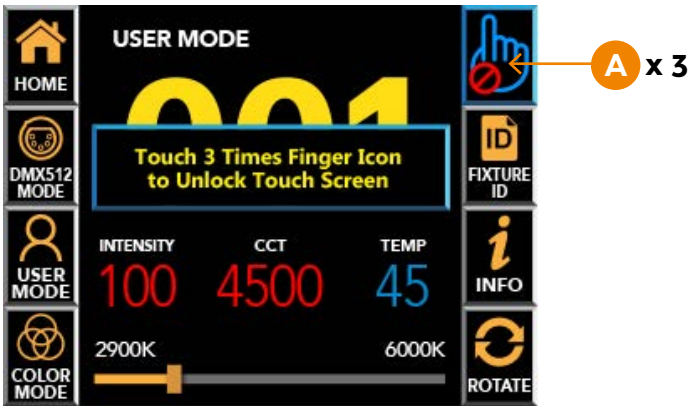 HOME
DMX512
MODE
USER
MODE
COLOR
MODE
USER MODE
001
Touch 3 Times Finger Icon
to Unlock Touch Screen
INTENSITY CCT TEMP
100 4500 45
2900K 6000K
ID
FIXTURE
ID
i
INFO
ROTATE
A x 3